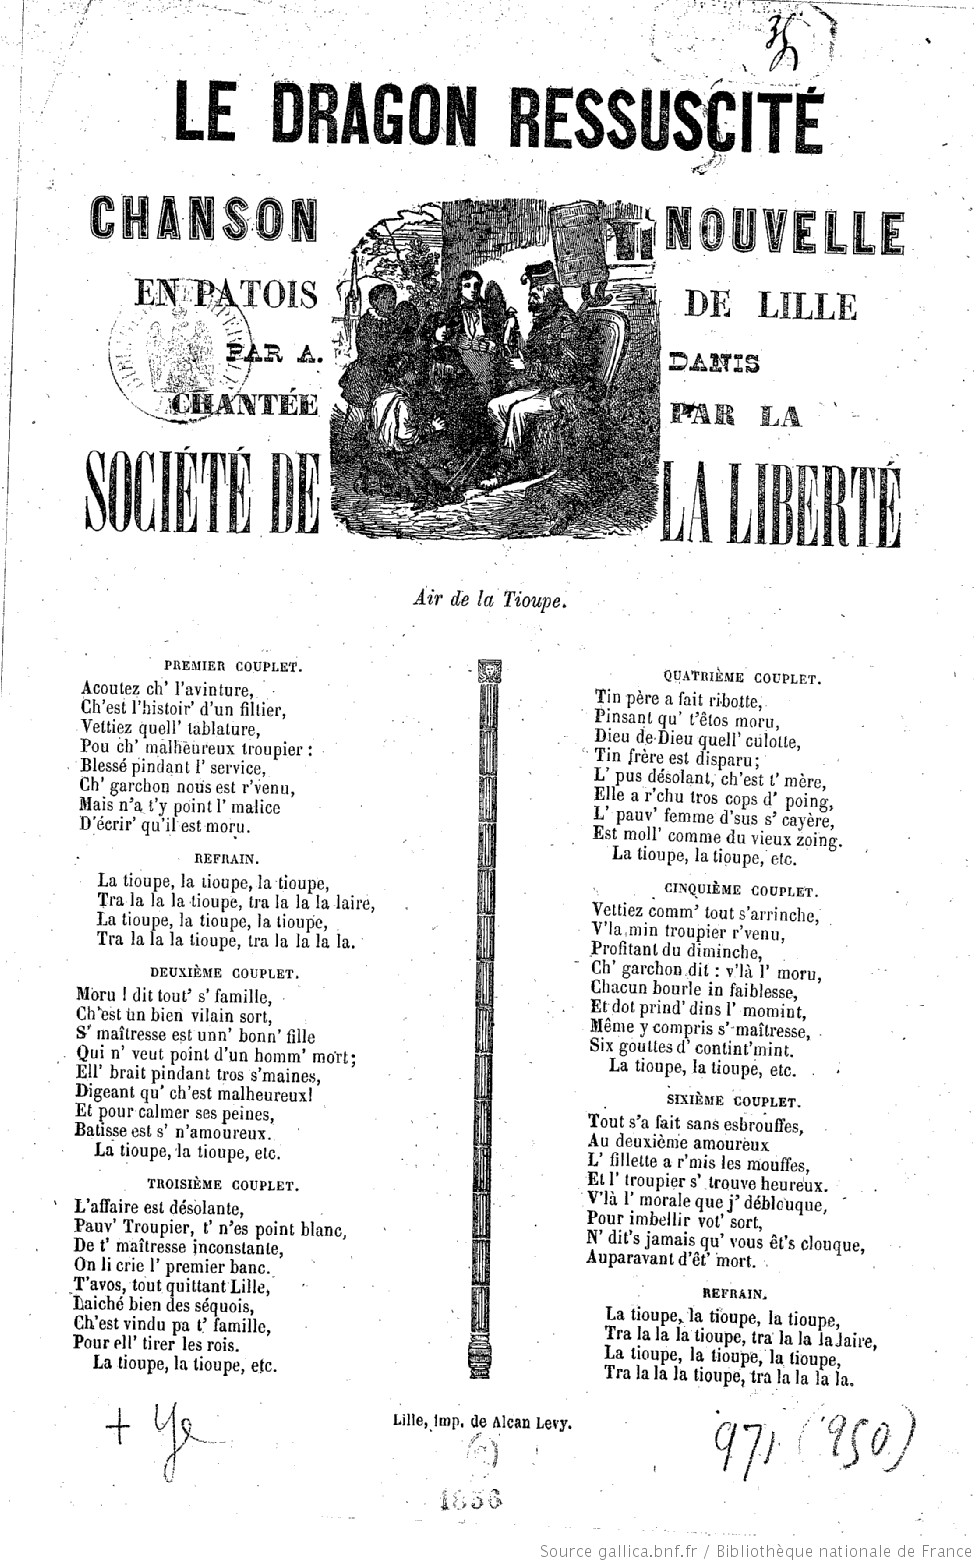 LE DRAGON RESSUSCITÉ
CHANSON NOUVELLE
EN PATOIS DE LILLE
PAR A. DANIS
CHANTÉE PAR LA
SOCIÉTÉ DE LA LIBERTÉ
Air de la Tioupe.
PREMIER COUPLET.
Acoutez ch' l'avinture,
Ch'est l'histoir' d'un filtier,
Vettiez quell' tablature,
Pou ch' malheureux troupier :
Blessé pindant l' service,
Ch' garchon nous est r'venu,
Mais n'a t'y point l' malice
D'écrir' qu'il est moru.
REFRAIN.
La tioupe, la tioupe, la tioupe,
Tra la la la tioupe, tra la la la laire,
La tioupe, la tioupe, la tioupe,
Tra la la la tioupe, tra la la la la.
DEUXIÈME COUPLET.
Moru ! dit tout' s' famille,
Ch'est un bien vilain sort,
S' maîtresse est unn' bonn' fille
Qui n' veut point d'un homm' mort;
Ell' brait pindant tros s'maines,
Digeant qu' ch'est malheureux!
Et pour calmer ses peines,
Batisse est s' n'amoureux.
La tioupe, la tioupe, etc.
TROISIÈME COUPLET.
L'affaire est désolante,
Pauv' Troupier, t' n'es point blanc,
De t' maîtresse inconstante,
On li crie l' premier banc.
T'avos, tout quittant Lille,
Laiché bien des séquois,
Ch'est vindu pa t' famille,
Pour ell' tirer les rois.
La tioupe, la tioupe, etc.
QUATRIÈME COUPLET.
Tin père a fait ribotte,
Pinsant qu' t'êtos moru,
Dieu de Dieu quell' culotte,
Tin frère est disparu;
L' pus désolant, ch'est t' mère,
Elle a r'chu tros cops d' poing,
L' pauv' femme d'sus s' cayère,
Est moll' comme du vieux zoing.
La tioupe, la tioupe, etc.
CINQUIÈME COUPLET.
Vettiez comm' tout s'arrinche,
V'la min troupier r'venu,
Profitant du diminche,
Ch' garchon dit : v'là l' moru,
Chacun bourle in faiblesse,
Et dot prind' dins l' momint,
Même y compris s' maîtresse,
Six gouttes d' contint'mint.
La tioupe, la tioupe, etc.
SIXIÈME COUPLET.
Tout s'a fait sans esbrouffes,
Au deuxième amoureux
L' fillette a r'mis les mouffes,
Et l' troupier s' trouve heureux.
V'là l' morale que j' déblouque,
Pour imbellir vot' sort,
N' dit's jamais qu' vous êt's clouque,
Auparavant d'êt' mort.
REFRAIN.
La tioupe, la tioupe, la tioupe,
Tra la la la tioupe, tra la la la laire,
La tioupe, la tioupe, la tioupe,
Tra la la la tioupe, tra la la la la.
Lille, imp. de Alcan Levy.
+ Ye
971 (950)
1856
Source gallica.bnf.fr / Bibliothèque nationale de France